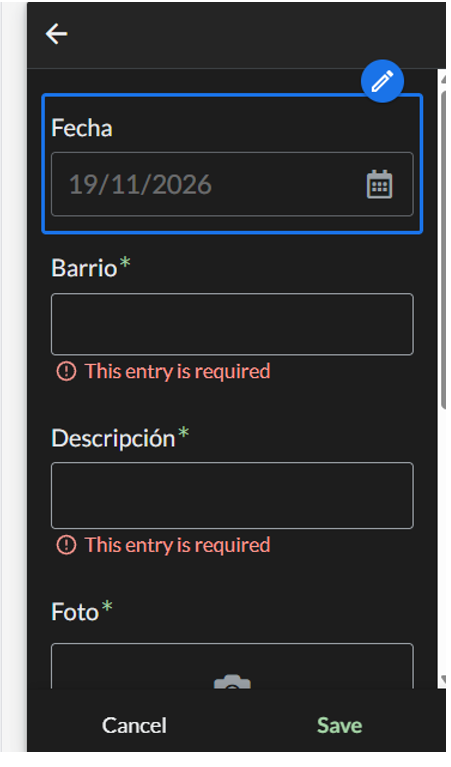 Fecha
19/11/2026
Barrio*
This entry is required
Descripción*
This entry is required
Foto*
Cancel Save